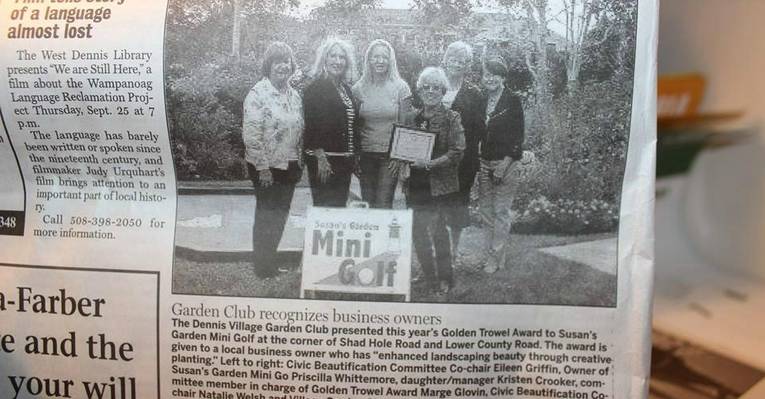 Film tells story
of a language
almost lost
The West Dennis Library
presents "We are Still Here," a
film about the Wampanoag
Language Reclamation Proj-
ect Thursday, Sept. 25 at 7
p.m.
The language has barely
been written or spoken since
the nineteenth century, and
filmmaker Judy Urquhart's
film brings attention to an
important part of local histo-
ry.
Call 508-398-2050 for
more information.
348
a-Farber
e and the
your will
Susan's Garden
Mini
Golf
Garden Club recognizes business owners
The Dennis Village Garden Club presented this year's Golden Trowel Award to Susan's
Garden Mini Golf at the corner of Shad Hole Road and Lower County Road. The award is
given to a local business owner who has "enhanced landscaping beauty through creative
planting." Left to right: Civic Beautification Committee Co-chair Eileen Griffin, Owner of
Susan's Garden Mini Go Priscilla Whittemore, daughter/manager Kristen Crooker, com-
mittee member in charge of Golden Trowel Award Marge Glovin, Civic Beautification Co-
chair Natalie Welsh and